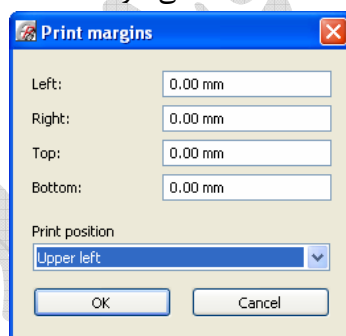 Print margins
Left: 0.00 mm
Right: 0.00 mm
Top: 0.00 mm
Bottom: 0.00 mm
Print position
Upper left
OK Cancel